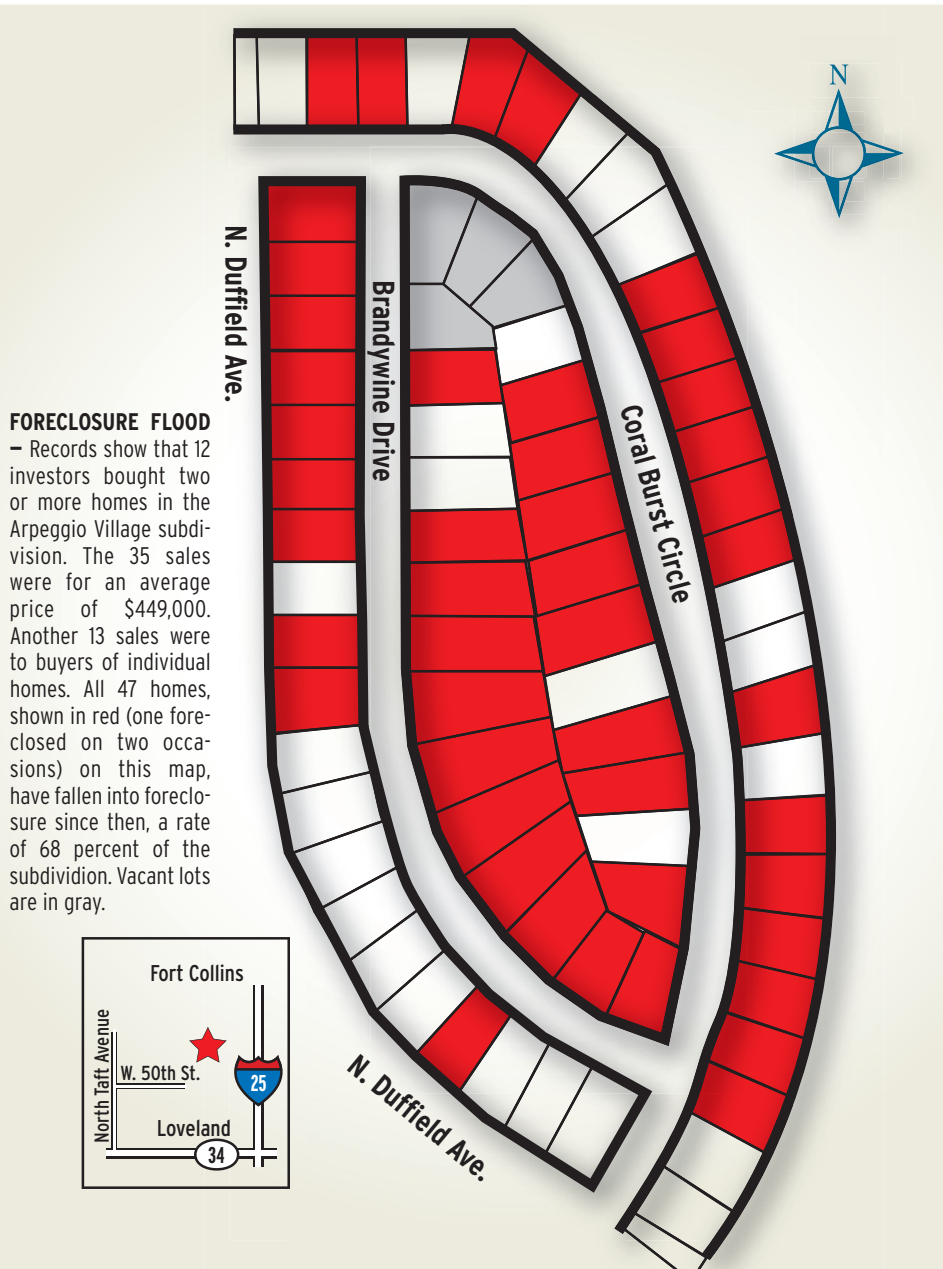 N
N. Duffield Ave.
Brandywine Drive
Coral Burst Circle
FORECLOSURE FLOOD
– Records show that 12
investors bought two
or more homes in the
Arpeggio Village subdi-
vision. The 35 sales
were for an average
price of $449,000.
Another 13 sales were
to buyers of individual
homes. All 47 homes,
shown in red (one fore-
closed on two occa-
sions) on this map,
have fallen into foreclo-
sure since then, a rate
of 68 percent of the
subdividion. Vacant lots
are in gray.
N. Duffield Ave.
Fort Collins
North Taft Avenue
W. 50th St.
25
Loveland
34